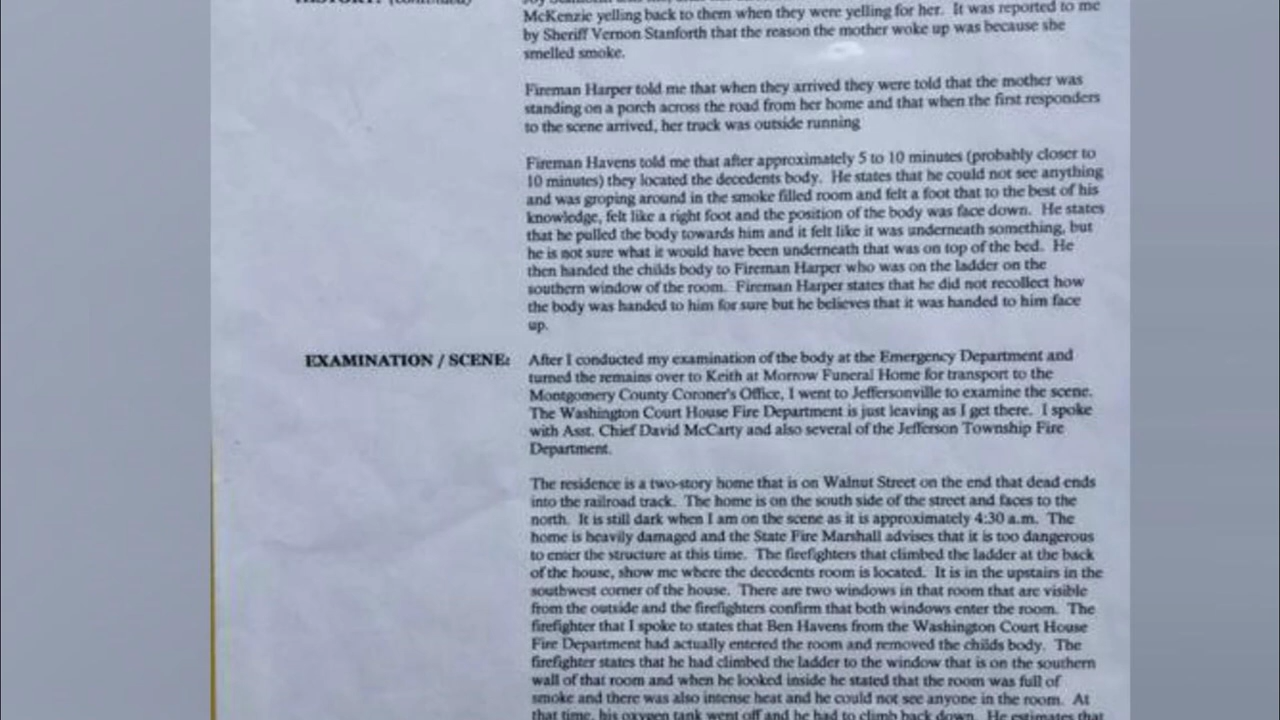 McKenzie yelling back to them when they were yelling for her. It was reported to me
by Sheriff Vernon Stanforth that the reason the mother woke up was because she
smelled smoke.
Fireman Harper told me that when they arrived they were told that the mother was
standing on a porch across the road from her home and that when the first responders
to the scene arrived, her truck was outside running
Fireman Havens told me that after approximately 5 to 10 minutes (probably closer to
10 minutes) they located the decedents body. He states that he could not see anything
and was groping around in the smoke filled room and felt a foot that to the best of his
knowledge, felt like a right foot and the position of the body was face down. He states
that he pulled the body towards him and it felt like it was underneath something, but
he is not sure what it would have been underneath that was on top of the bed. He
then handed the childs body to Fireman Harper who was on the ladder on the
southern window of the room. Fireman Harper states that he did not recollect how
the body was handed to him for sure but he believes that it was handed to him face
up.
EXAMINATION / SCENE: After I conducted my examination of the body at the Emergency Department and
turned the remains over to Keith at Morrow Funeral Home for transport to the
Montgomery County Coroner's Office, I went to Jeffersonville to examine the scene.
The Washington Court House Fire Department is just leaving as I get there. I spoke
with Asst. Chief David McCarty and also several of the Jefferson Township Fire
Department.
The residence is a two-story home that is on Walnut Street on the end that dead ends
into the railroad track. The home is on the south side of the street and faces to the
north. It is still dark when I am on the scene as it is approximately 4:30 a.m. The
home is heavily damaged and the State Fire Marshall advises that it is too dangerous
to enter the structure at this time. The firefighters that climbed the ladder at the back
of the house, show me where the decedents room is located. It is in the upstairs in the
southwest corner of the house. There are two windows in that room that are visible
from the outside and the firefighters confirm that both windows enter the room. The
firefighter that I spoke to states that Ben Havens from the Washington Court House
Fire Department had actually entered the room and removed the childs body. The
firefighter states that he had climbed the ladder to the window that is on the southern
wall of that room and when he looked inside he stated that the room was full of
smoke and there was also intense heat and he could not see anyone in the room. At
that time, his oxygen tank went off and he had to climb back down. He estimates that